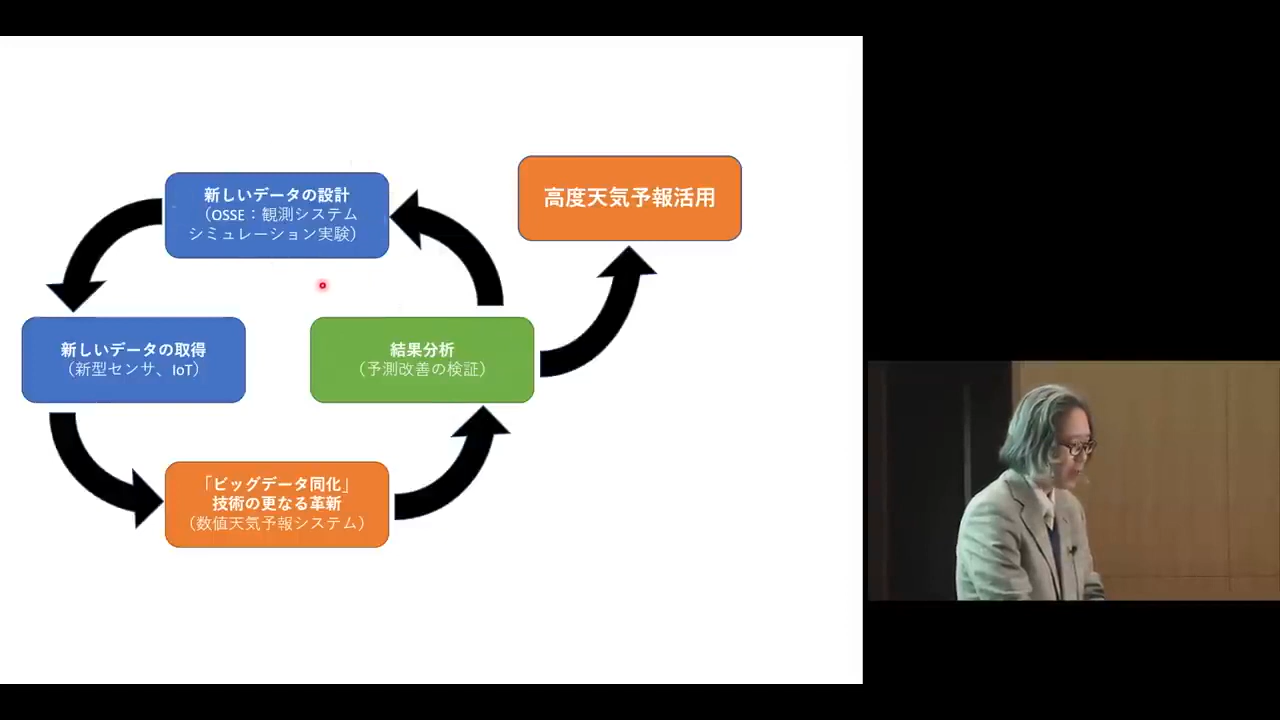 新しいデータの設計
（OSSE：観測システム
シミュレーション実験）
高度天気予報活用
新しいデータの取得
（新型センサ、IoT）
結果分析
（予測改善の検証）
「ビッグデータ同化」
技術の更なる革新
（数値天気予報システム）